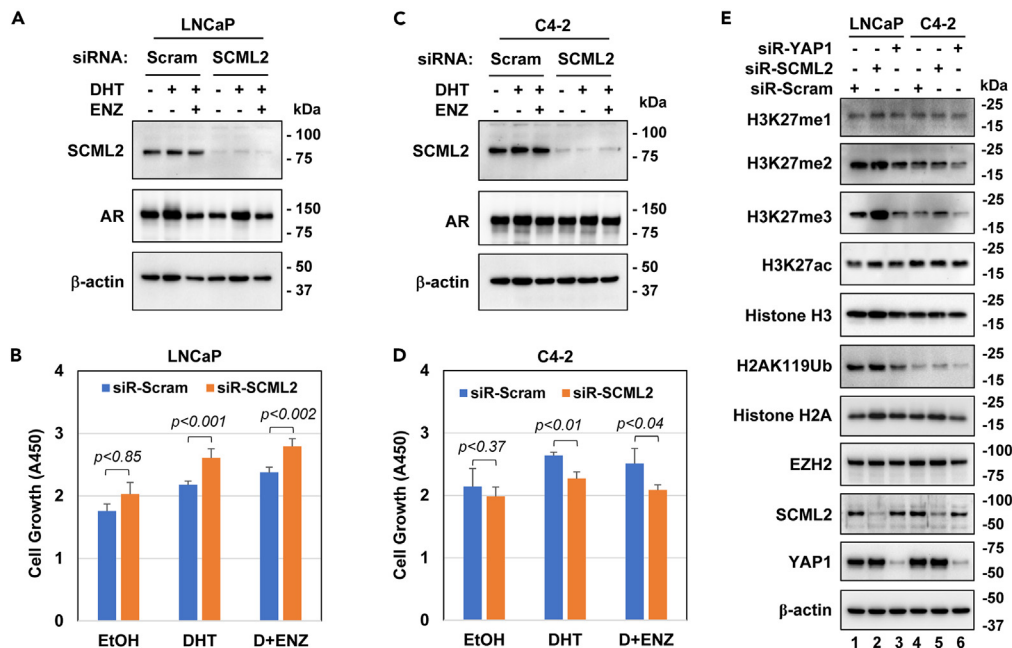 A
LNCaP
siRNA: Scram SCML2
DHT - + + - + +
ENZ - - + - - + kDa
SCML2
- 100
- 75
AR
- 150
- 75
β-actin
- 50
- 37
C
C4-2
siRNA: Scram SCML2
DHT - + + - + +
ENZ - - + - - + kDa
SCML2
- 100
- 75
AR
- 150
- 75
β-actin
- 50
- 37
B
LNCaP
siR-Scram siR-SCML2
Cell Growth (A450)
4
3
2
1
0
p<0.85
p<0.001
p<0.002
EtOH DHT D+ENZ
D
C4-2
siR-Scram siR-SCML2
Cell Growth (A450)
4
3
2
1
0
p<0.37
p<0.01
p<0.04
EtOH DHT D+ENZ
E
LNCaP C4-2
siR-YAP1 - - + - - +
siR-SCML2 - + - - + -
siR-Scram + - - + - - kDa
H3K27me1
-25
-15
H3K27me2
-25
-15
H3K27me3
-25
-15
H3K27ac
-25
-15
Histone H3
-25
-15
H2AK119Ub
-25
-15
Histone H2A
-25
-15
EZH2
-100
-75
SCML2
-100
-50
YAP1
-75
-50
β-actin
-50
-37
1 2 3 4 5 6